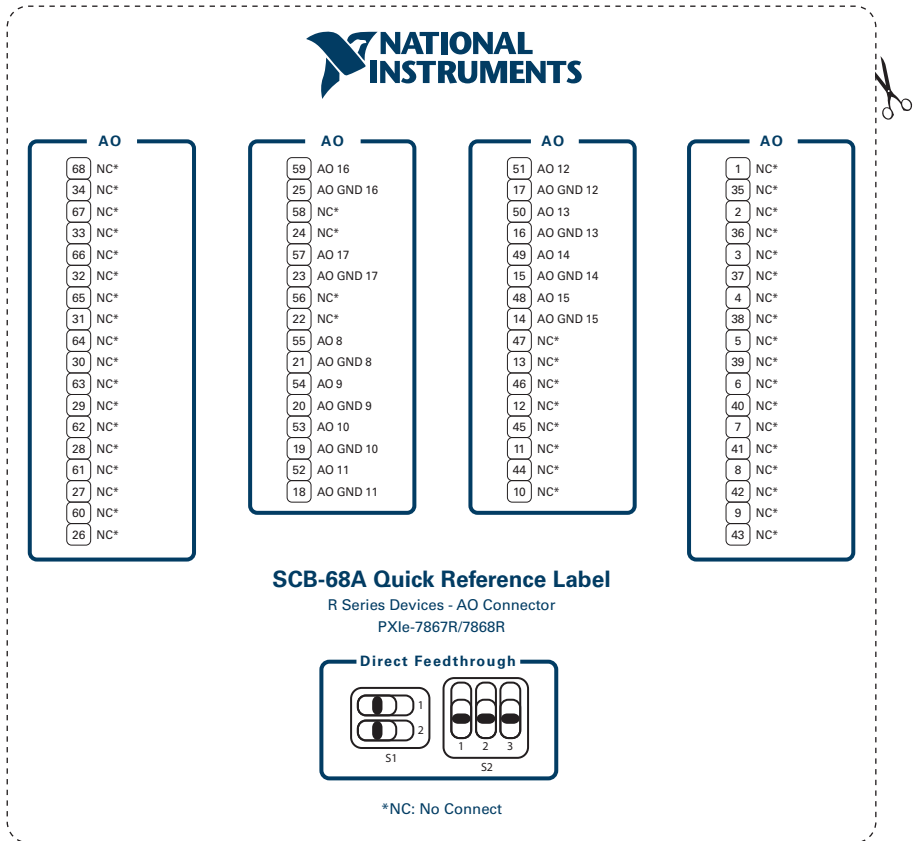 NATIONAL
INSTRUMENTS
AO
68 NC*
34 NC*
67 NC*
33 NC*
66 NC*
32 NC*
65 NC*
31 NC*
64 NC*
30 NC*
63 NC*
29 NC*
62 NC*
28 NC*
61 NC*
27 NC*
60 NC*
26 NC*
AO
59 AO 16
25 AO GND 16
58 NC*
24 NC*
57 AO 17
23 AO GND 17
56 NC*
22 NC*
55 AO 8
21 AO GND 8
54 AO 9
20 AO GND 9
53 AO 10
19 AO GND 10
52 AO 11
18 AO GND 11
AO
51 AO 12
17 AO GND 12
50 AO 13
16 AO GND 13
49 AO 14
15 AO GND 14
48 AO 15
14 AO GND 15
47 NC*
13 NC*
46 NC*
12 NC*
45 NC*
11 NC*
44 NC*
10 NC*
AO
1 NC*
35 NC*
2 NC*
36 NC*
3 NC*
37 NC*
4 NC*
38 NC*
5 NC*
39 NC*
6 NC*
40 NC*
7 NC*
41 NC*
8 NC*
42 NC*
9 NC*
43 NC*
SCB-68A Quick Reference Label
R Series Devices - AO Connector
PXIe-7867R/7868R
Direct Feedthrough
1
2
S1
1 2 3
S2
*NC: No Connect